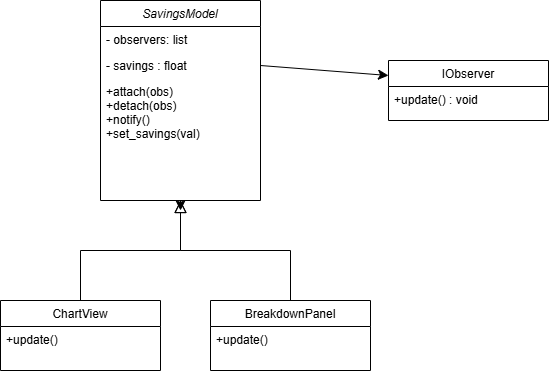 SavingsModel
- observers: list
- savings : float
+attach(obs)
+detach(obs)
+notify()
+set_savings(val)
IObserver
+update() : void
ChartView
+update()
BreakdownPanel
+update()